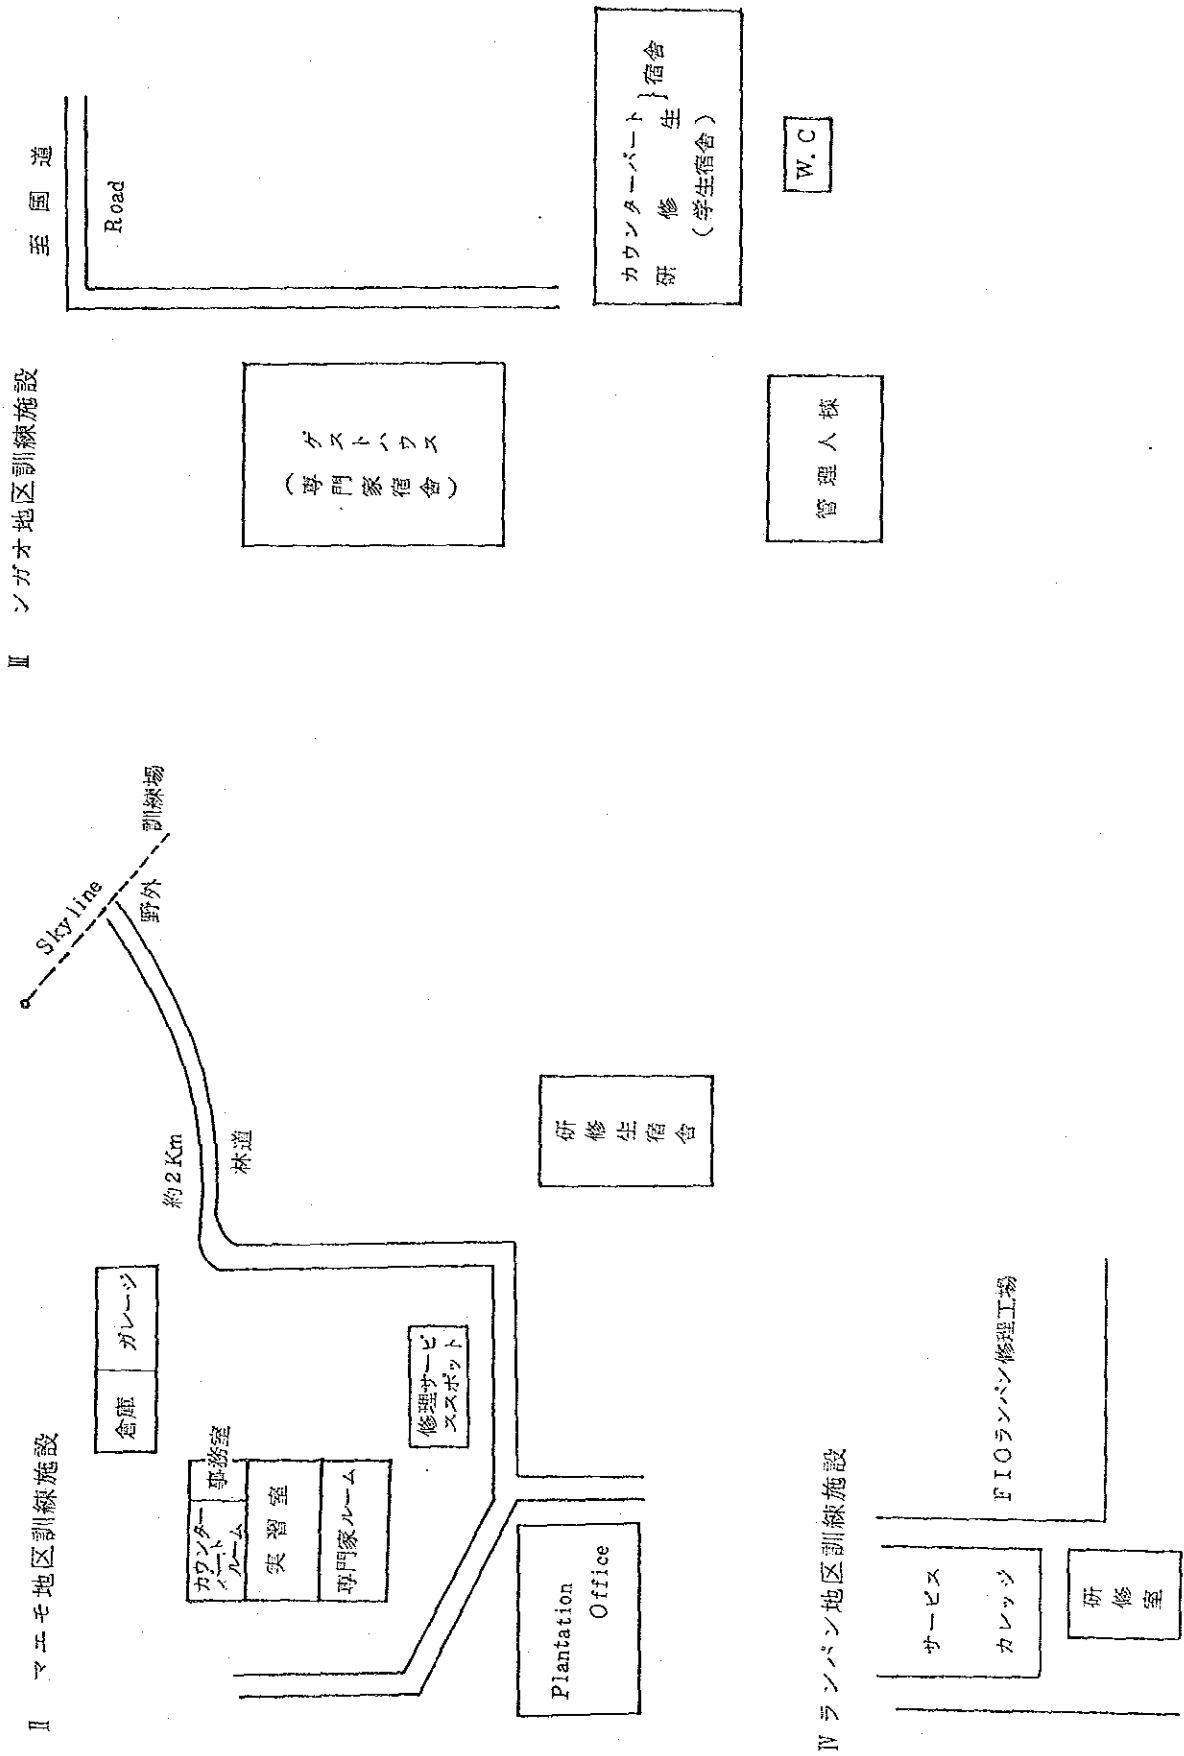 Ⅱ　マエモ地区訓練施設
倉庫
ガレージ
カウンター
パート
ルーム
事務室
実習室
専門家ルーム
修理サービ
ススポット
約2Km
林道
Skyline
野外
訓練場
Plantation
Office
研修生宿舎
Ⅲ　ンガオ地区訓練施設
至国道
Road
ゲストハウス
（専門家宿舎）
カウンターパート
研修生
}宿舎
（学生宿舎）
W.C
管理人棟
Ⅳ ランパン地区訓練施設
サービス
カレッジ
FIOランパン修理工場
研修室